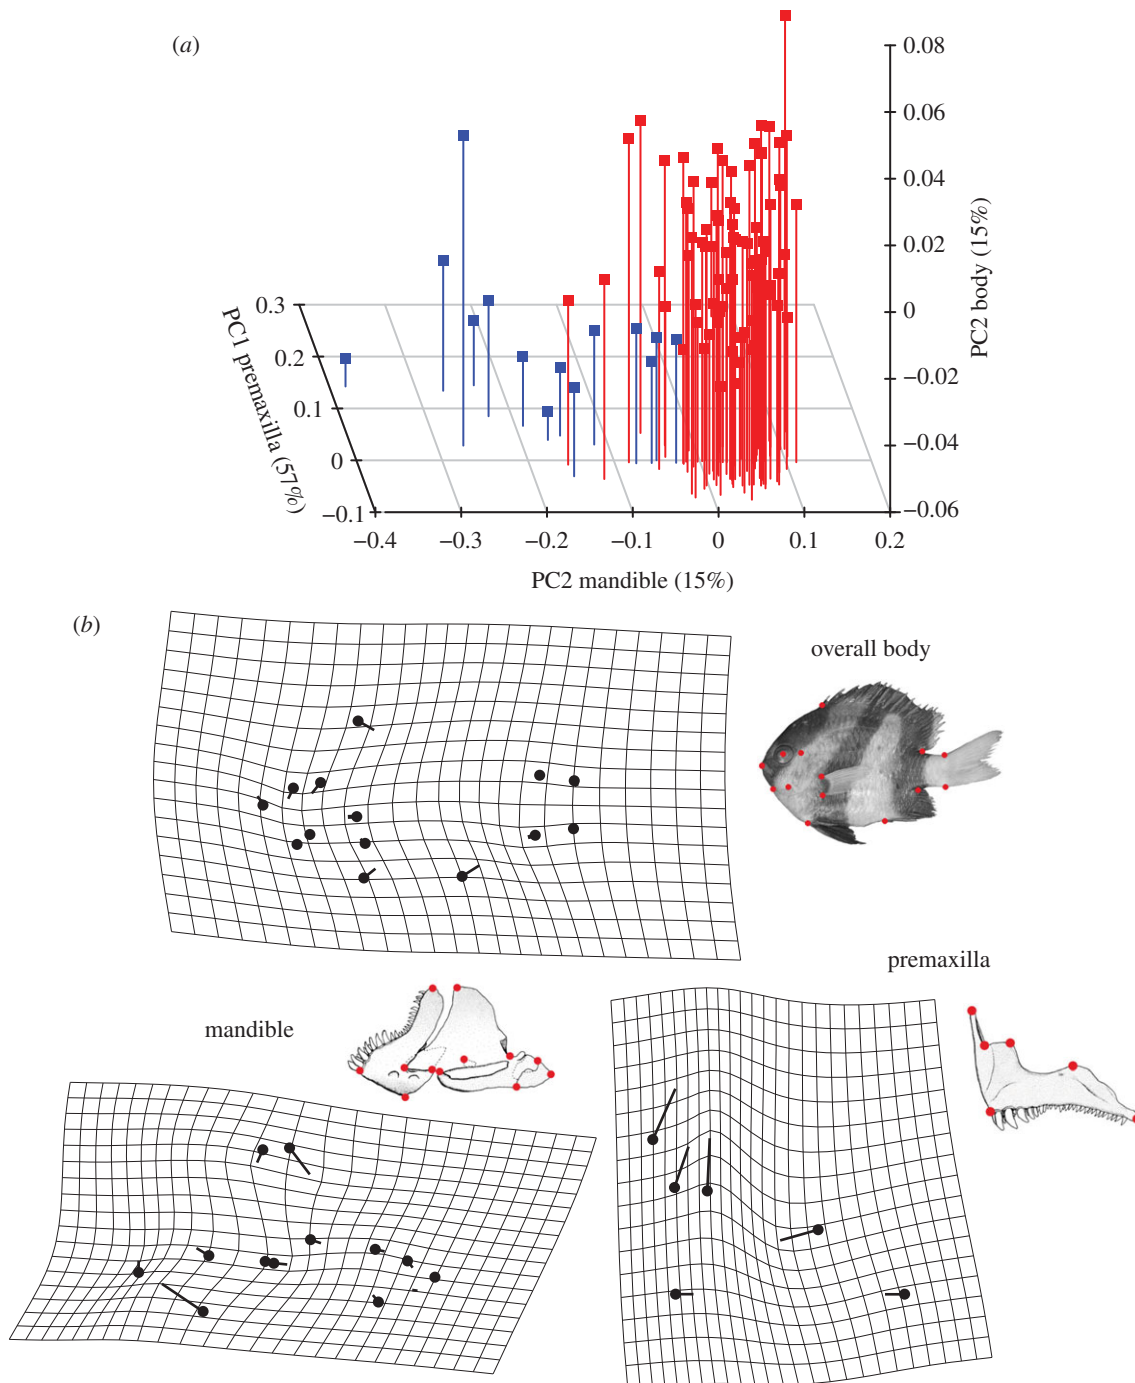 (a)
0.08
0.06
0.04
0.02
0
−0.02
−0.04
−0.06
PC2 body (15%)
0.3
0.2
0.1
0
−0.1
PC1 premaxilla (57%)
−0.4 −0.3 −0.2 −0.1 0 0.1 0.2
PC2 mandible (15%)
(b)
overall body
premaxilla
mandible